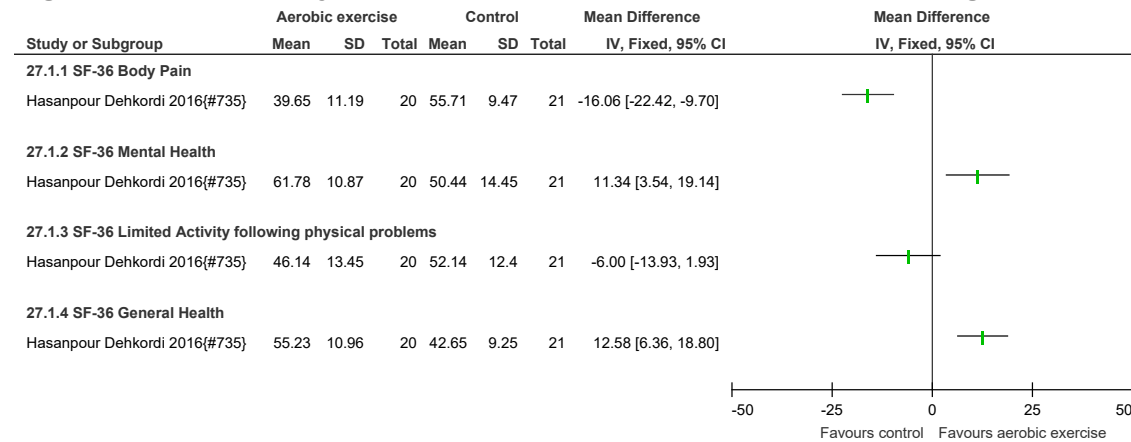 Aerobic exercise Control Mean Difference Mean Difference
Study or Subgroup Mean SD Total Mean SD Total IV, Fixed, 95% CI IV, Fixed, 95% CI
27.1.1 SF-36 Body Pain
Hasanpour Dehkordi 2016{#735} 39.65 11.19 20 55.71 9.47 21 -16.06 [-22.42, -9.70]
27.1.2 SF-36 Mental Health
Hasanpour Dehkordi 2016{#735} 61.78 10.87 20 50.44 14.45 21 11.34 [3.54, 19.14]
27.1.3 SF-36 Limited Activity following physical problems
Hasanpour Dehkordi 2016{#735} 46.14 13.45 20 52.14 12.4 21 -6.00 [-13.93, 1.93]
27.1.4 SF-36 General Health
Hasanpour Dehkordi 2016{#735} 55.23 10.96 20 42.65 9.25 21 12.58 [6.36, 18.80]
-50 -25 0 25 50
Favours control Favours aerobic exercise